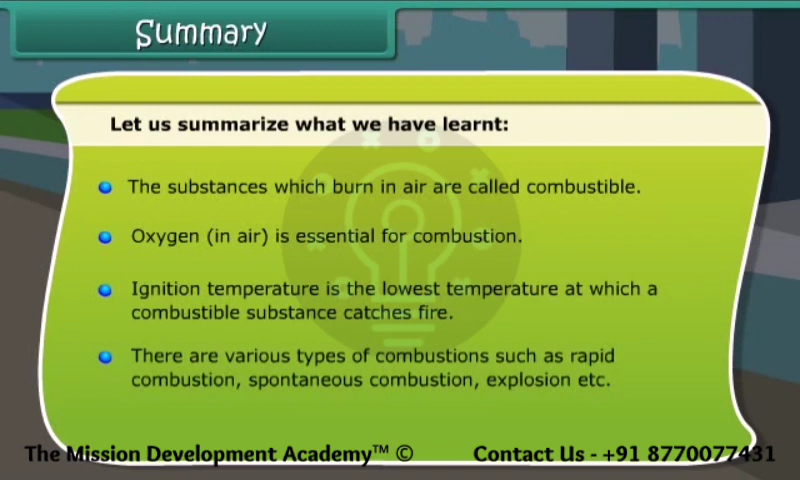 Summary
Let us summarize what we have learnt:
The substances which burn in air are called combustible.
Oxygen (in air) is essential for combustion.
Ignition temperature is the lowest temperature at which a
combustible substance catches fire.
There are various types of combustions such as rapid
combustion, spontaneous combustion, explosion etc.
The Mission Development Academy™ © Contact Us - +91 8770077431